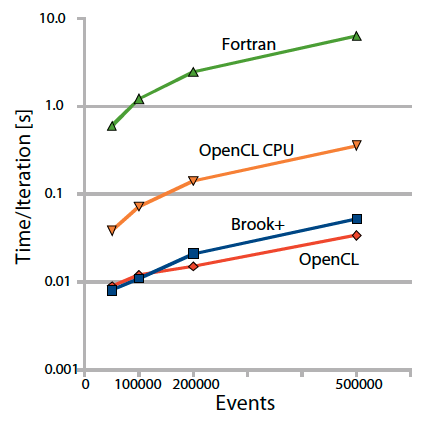 10.0
Fortran
1.0
OpenCL CPU
0.1
Brook+
OpenCL
0.01
0.001
0 100000 200000 500000
Events
Time/Iteration [s]